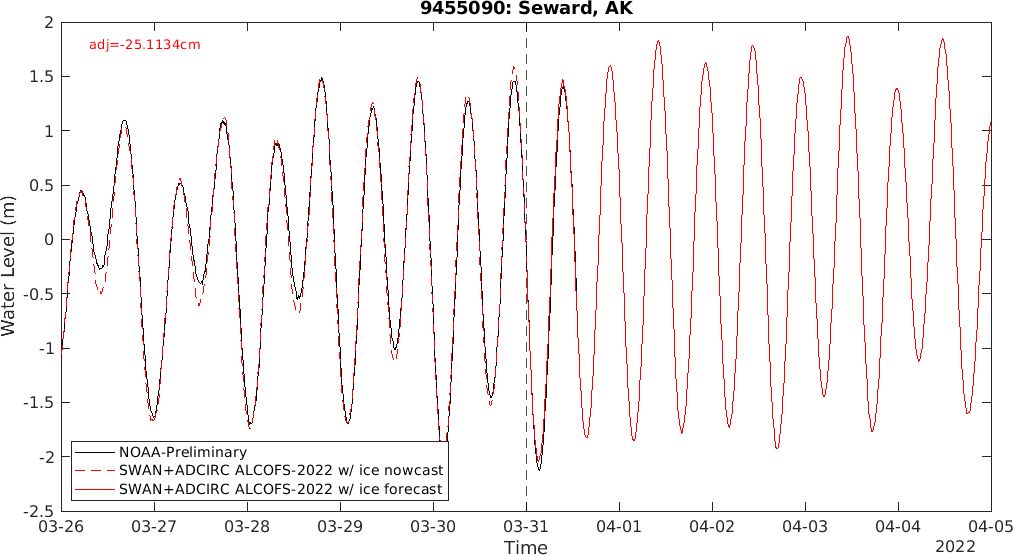 9455090: Seward, AK
adj=-25.1134cm
Water Level (m)
2
1.5
1
0.5
0
-0.5
-1
-1.5
-2
-2.5
NOAA-Preliminary
SWAN+ADCIRC ALCOFS-2022 w/ ice nowcast
SWAN+ADCIRC ALCOFS-2022 w/ ice forecast
03-26 03-27 03-28 03-29 03-30 03-31 04-01 04-02 04-03 04-04 04-05
Time
2022